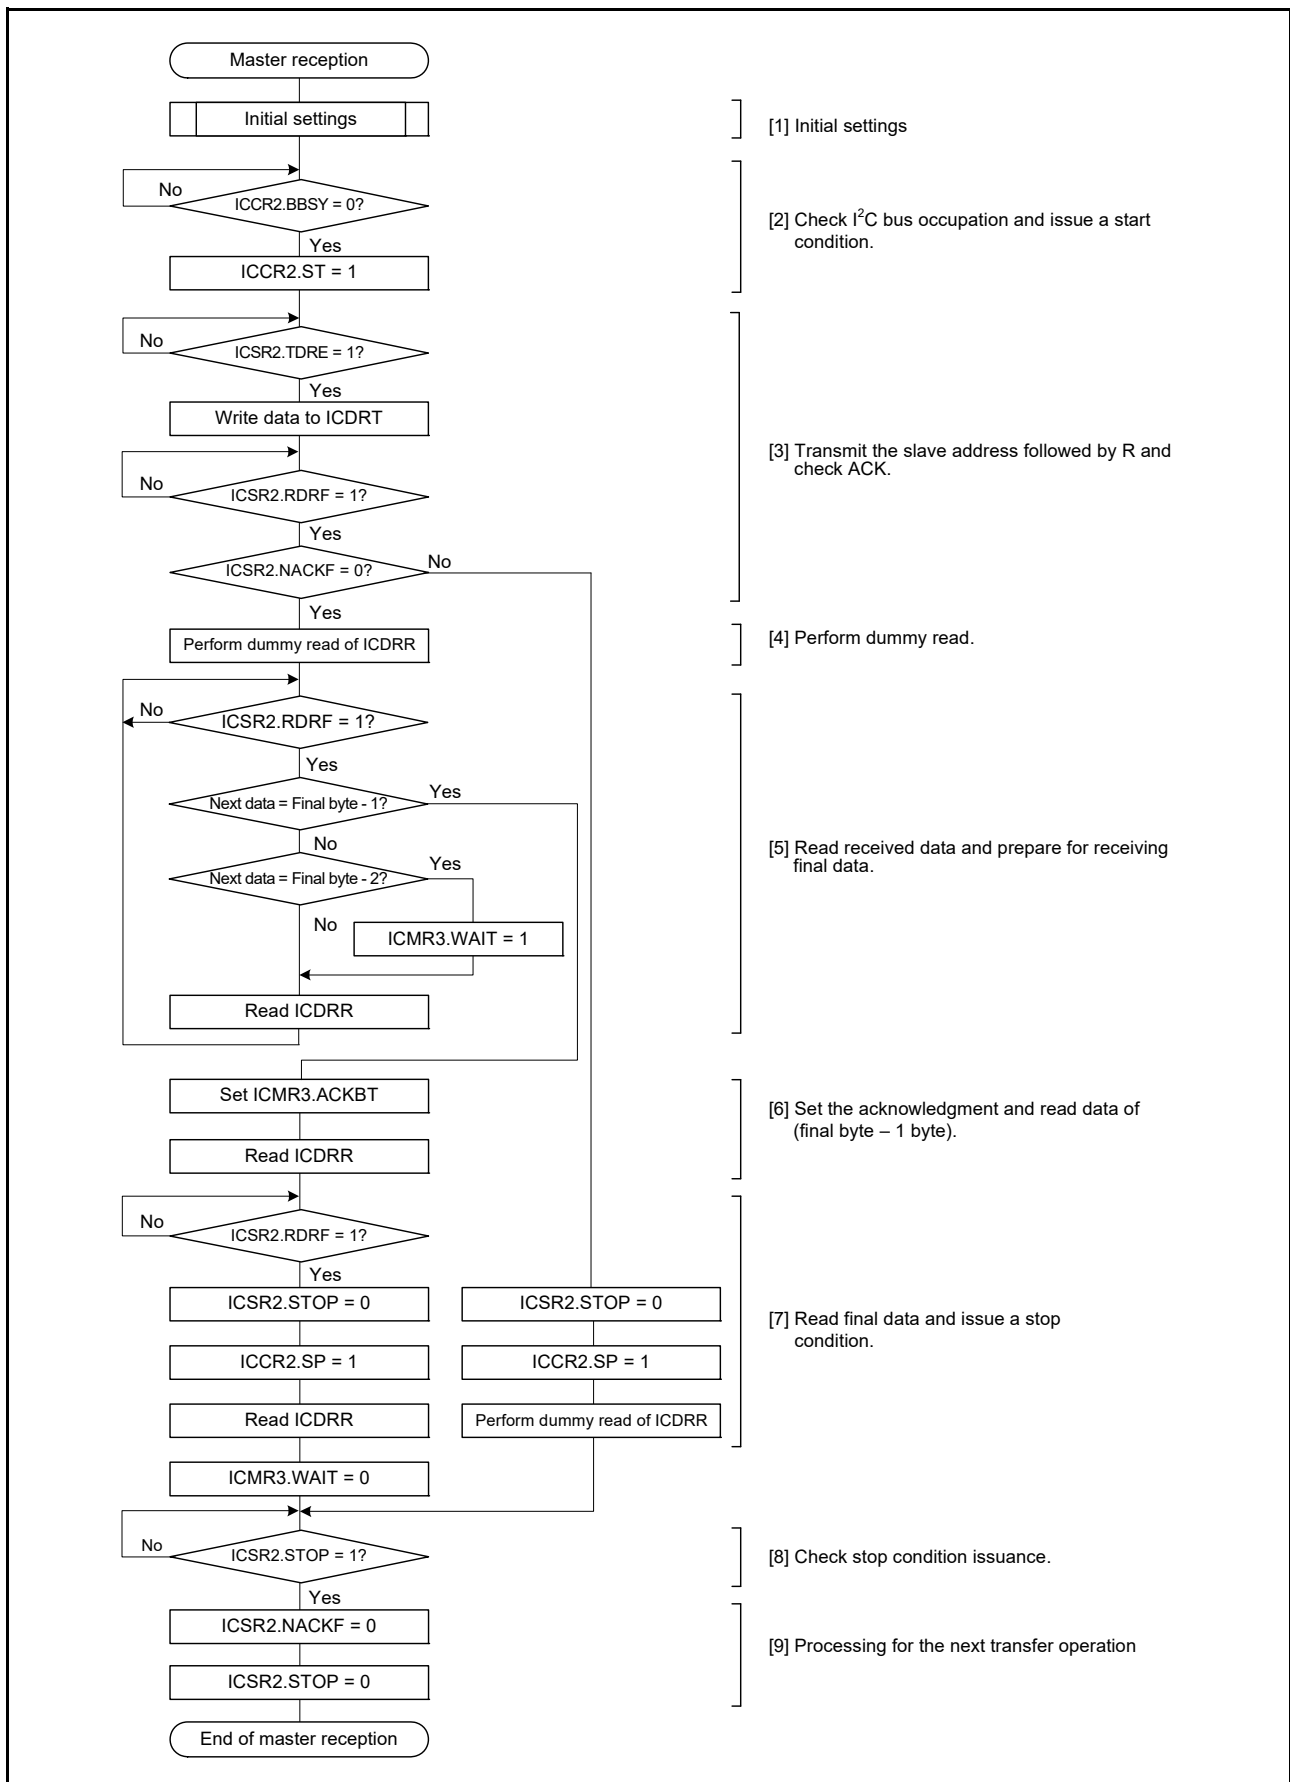 Master reception
Initial settings
[1] Initial settings
No
ICCR2.BBSY = 0?
[2] Check I2C bus occupation and issue a start
condition.
Yes
ICCR2.ST = 1
No
ICSR2.TDRE = 1?
Yes
Write data to ICDRT
[3] Transmit the slave address followed by R and
check ACK.
No
ICSR2.RDRF = 1?
Yes
No
ICSR2.NACKF = 0?
Yes
Perform dummy read of ICDRR
[4] Perform dummy read.
No
ICSR2.RDRF = 1?
Yes
Yes
Next data = Final byte - 1?
No
[5] Read received data and prepare for receiving
final data.
Yes
Next data = Final byte - 2?
No
ICMR3.WAIT = 1
Read ICDRR
Set ICMR3.ACKBT
[6] Set the acknowledgment and read data of
(final byte – 1 byte).
Read ICDRR
No
ICSR2.RDRF = 1?
Yes
ICSR2.STOP = 0
ICSR2.STOP = 0
[7] Read final data and issue a stop
condition.
ICCR2.SP = 1
ICCR2.SP = 1
Read ICDRR
Perform dummy read of ICDRR
ICMR3.WAIT = 0
No
ICSR2.STOP = 1?
[8] Check stop condition issuance.
Yes
ICSR2.NACKF = 0
[9] Processing for the next transfer operation
ICSR2.STOP = 0
End of master reception